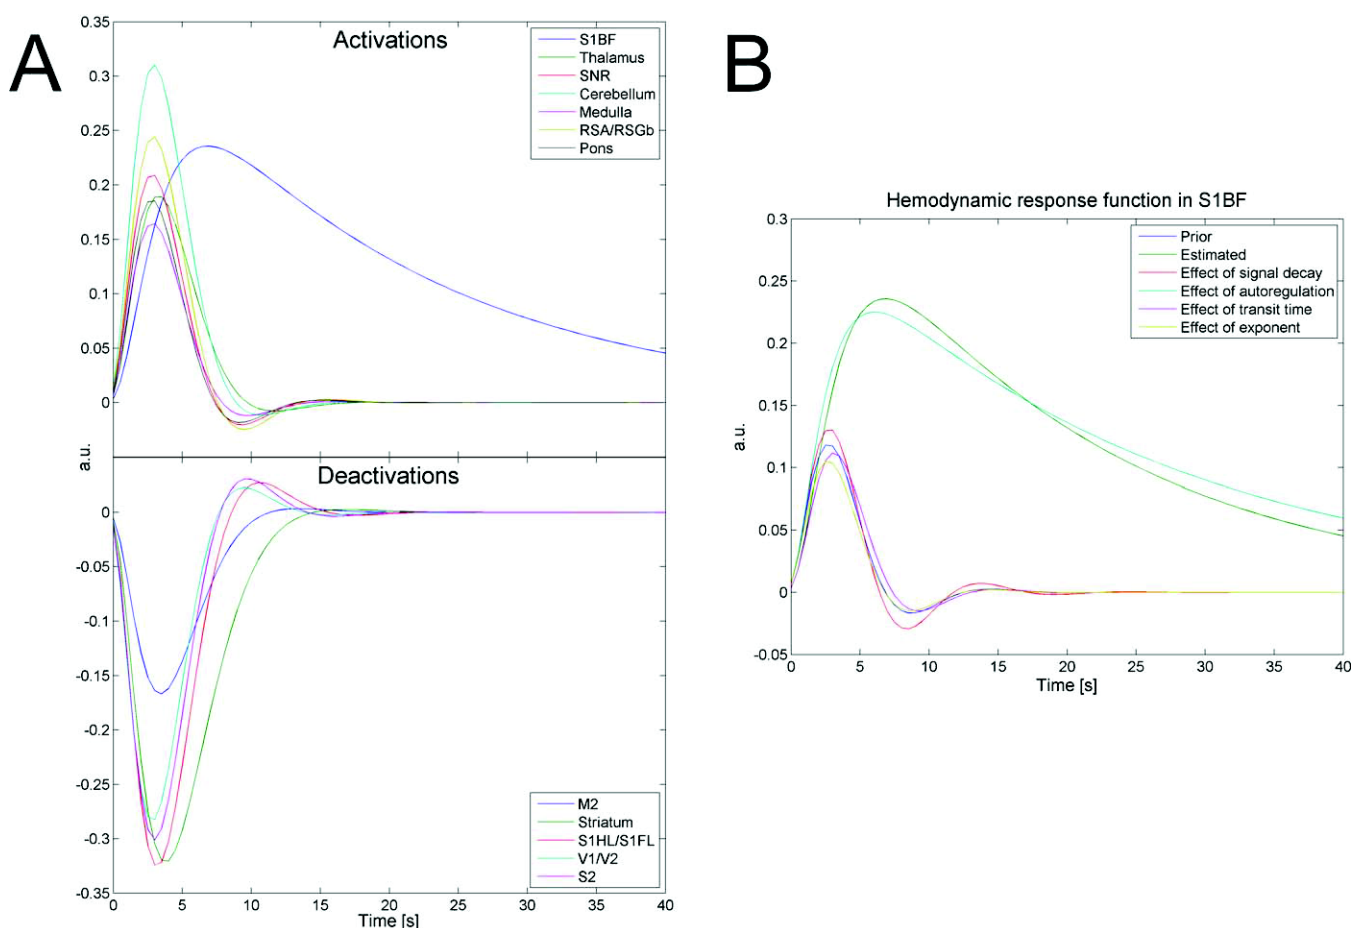 A
Activations
0.35
0.3
0.25
0.2
0.15
0.1
0.05
0
S1BF
Thalamus
SNR
Cerebellum
Medulla
RSA/RSGb
Pons
a.u.
Deactivations
0
-0.05
-0.1
-0.15
-0.2
-0.25
-0.3
-0.35
M2
Striatum
S1HL/S1FL
V1/V2
S2
0 5 10 15 20 25 30 35 40
Time [s]
B
Hemodynamic response function in S1BF
0.3
0.25
0.2
0.15
0.1
0.05
0
-0.05
a.u.
Prior
Estimated
Effect of signal decay
Effect of autoregulation
Effect of transit time
Effect of exponent
0 5 10 15 20 25 30 35 40
Time [s]